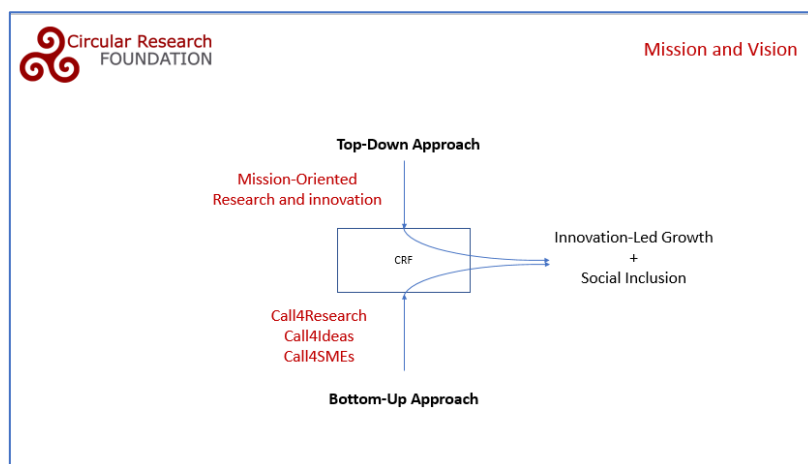 Circular Research
FOUNDATION
Mission and Vision
Top-Down Approach
Mission-Oriented
Research and innovation
CRF
Innovation-Led Growth
+
Social Inclusion
Call4Research
Call4Ideas
Call4SMEs
Bottom-Up Approach